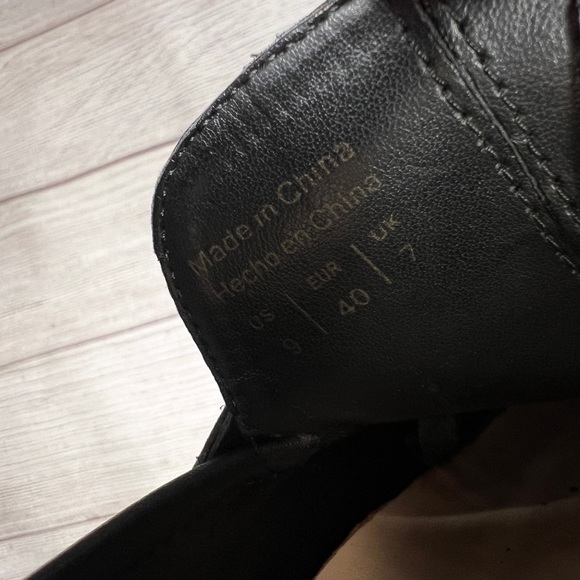 Made in China
Hecho en China
US | EUR | UK
9 | 40 | 7